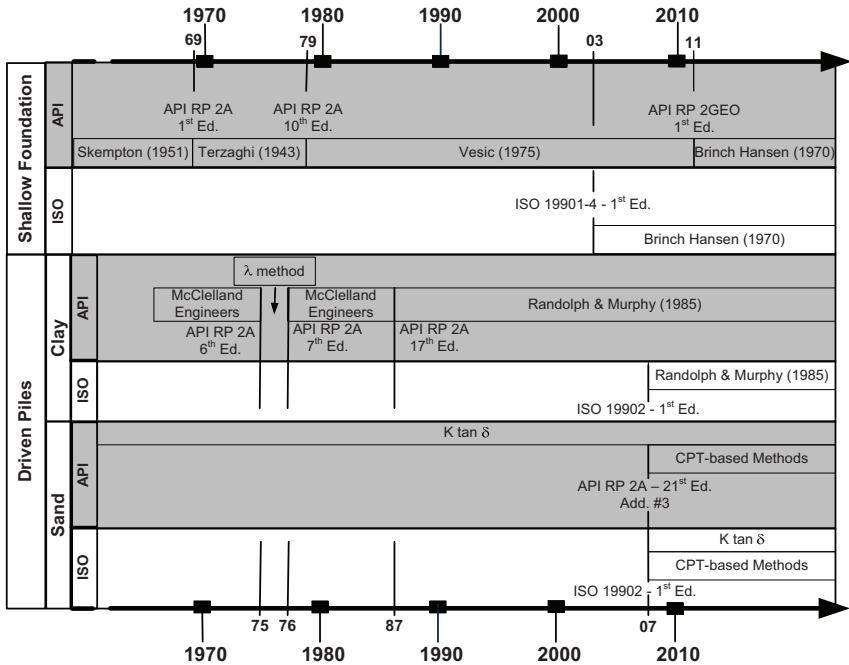 1970 1980 1990 2000 2010
69 79 03 11
Shallow Foundation
API
API RP 2A
1st Ed.
API RP 2A
10th Ed.
API RP 2GEO
1st Ed.
Skempton (1951) Terzaghi (1943) Vesic (1975) Brinch Hansen (1970)
ISO
ISO 19901-4 - 1st Ed.
Brinch Hansen (1970)
Driven Piles
Clay
API
λ method
McClelland
Engineers
McClelland
Engineers
Randolph & Murphy (1985)
API RP 2A
6th Ed.
API RP 2A
7th Ed.
API RP 2A
17th Ed.
ISO
Randolph & Murphy (1985)
ISO 19902 - 1st Ed.
Sand
API
K tan δ
CPT-based Methods
API RP 2A – 21st Ed.
Add. #3
ISO
K tan δ
CPT-based Methods
ISO 19902 - 1st Ed.
75 76 87 07
1970 1980 1990 2000 2010